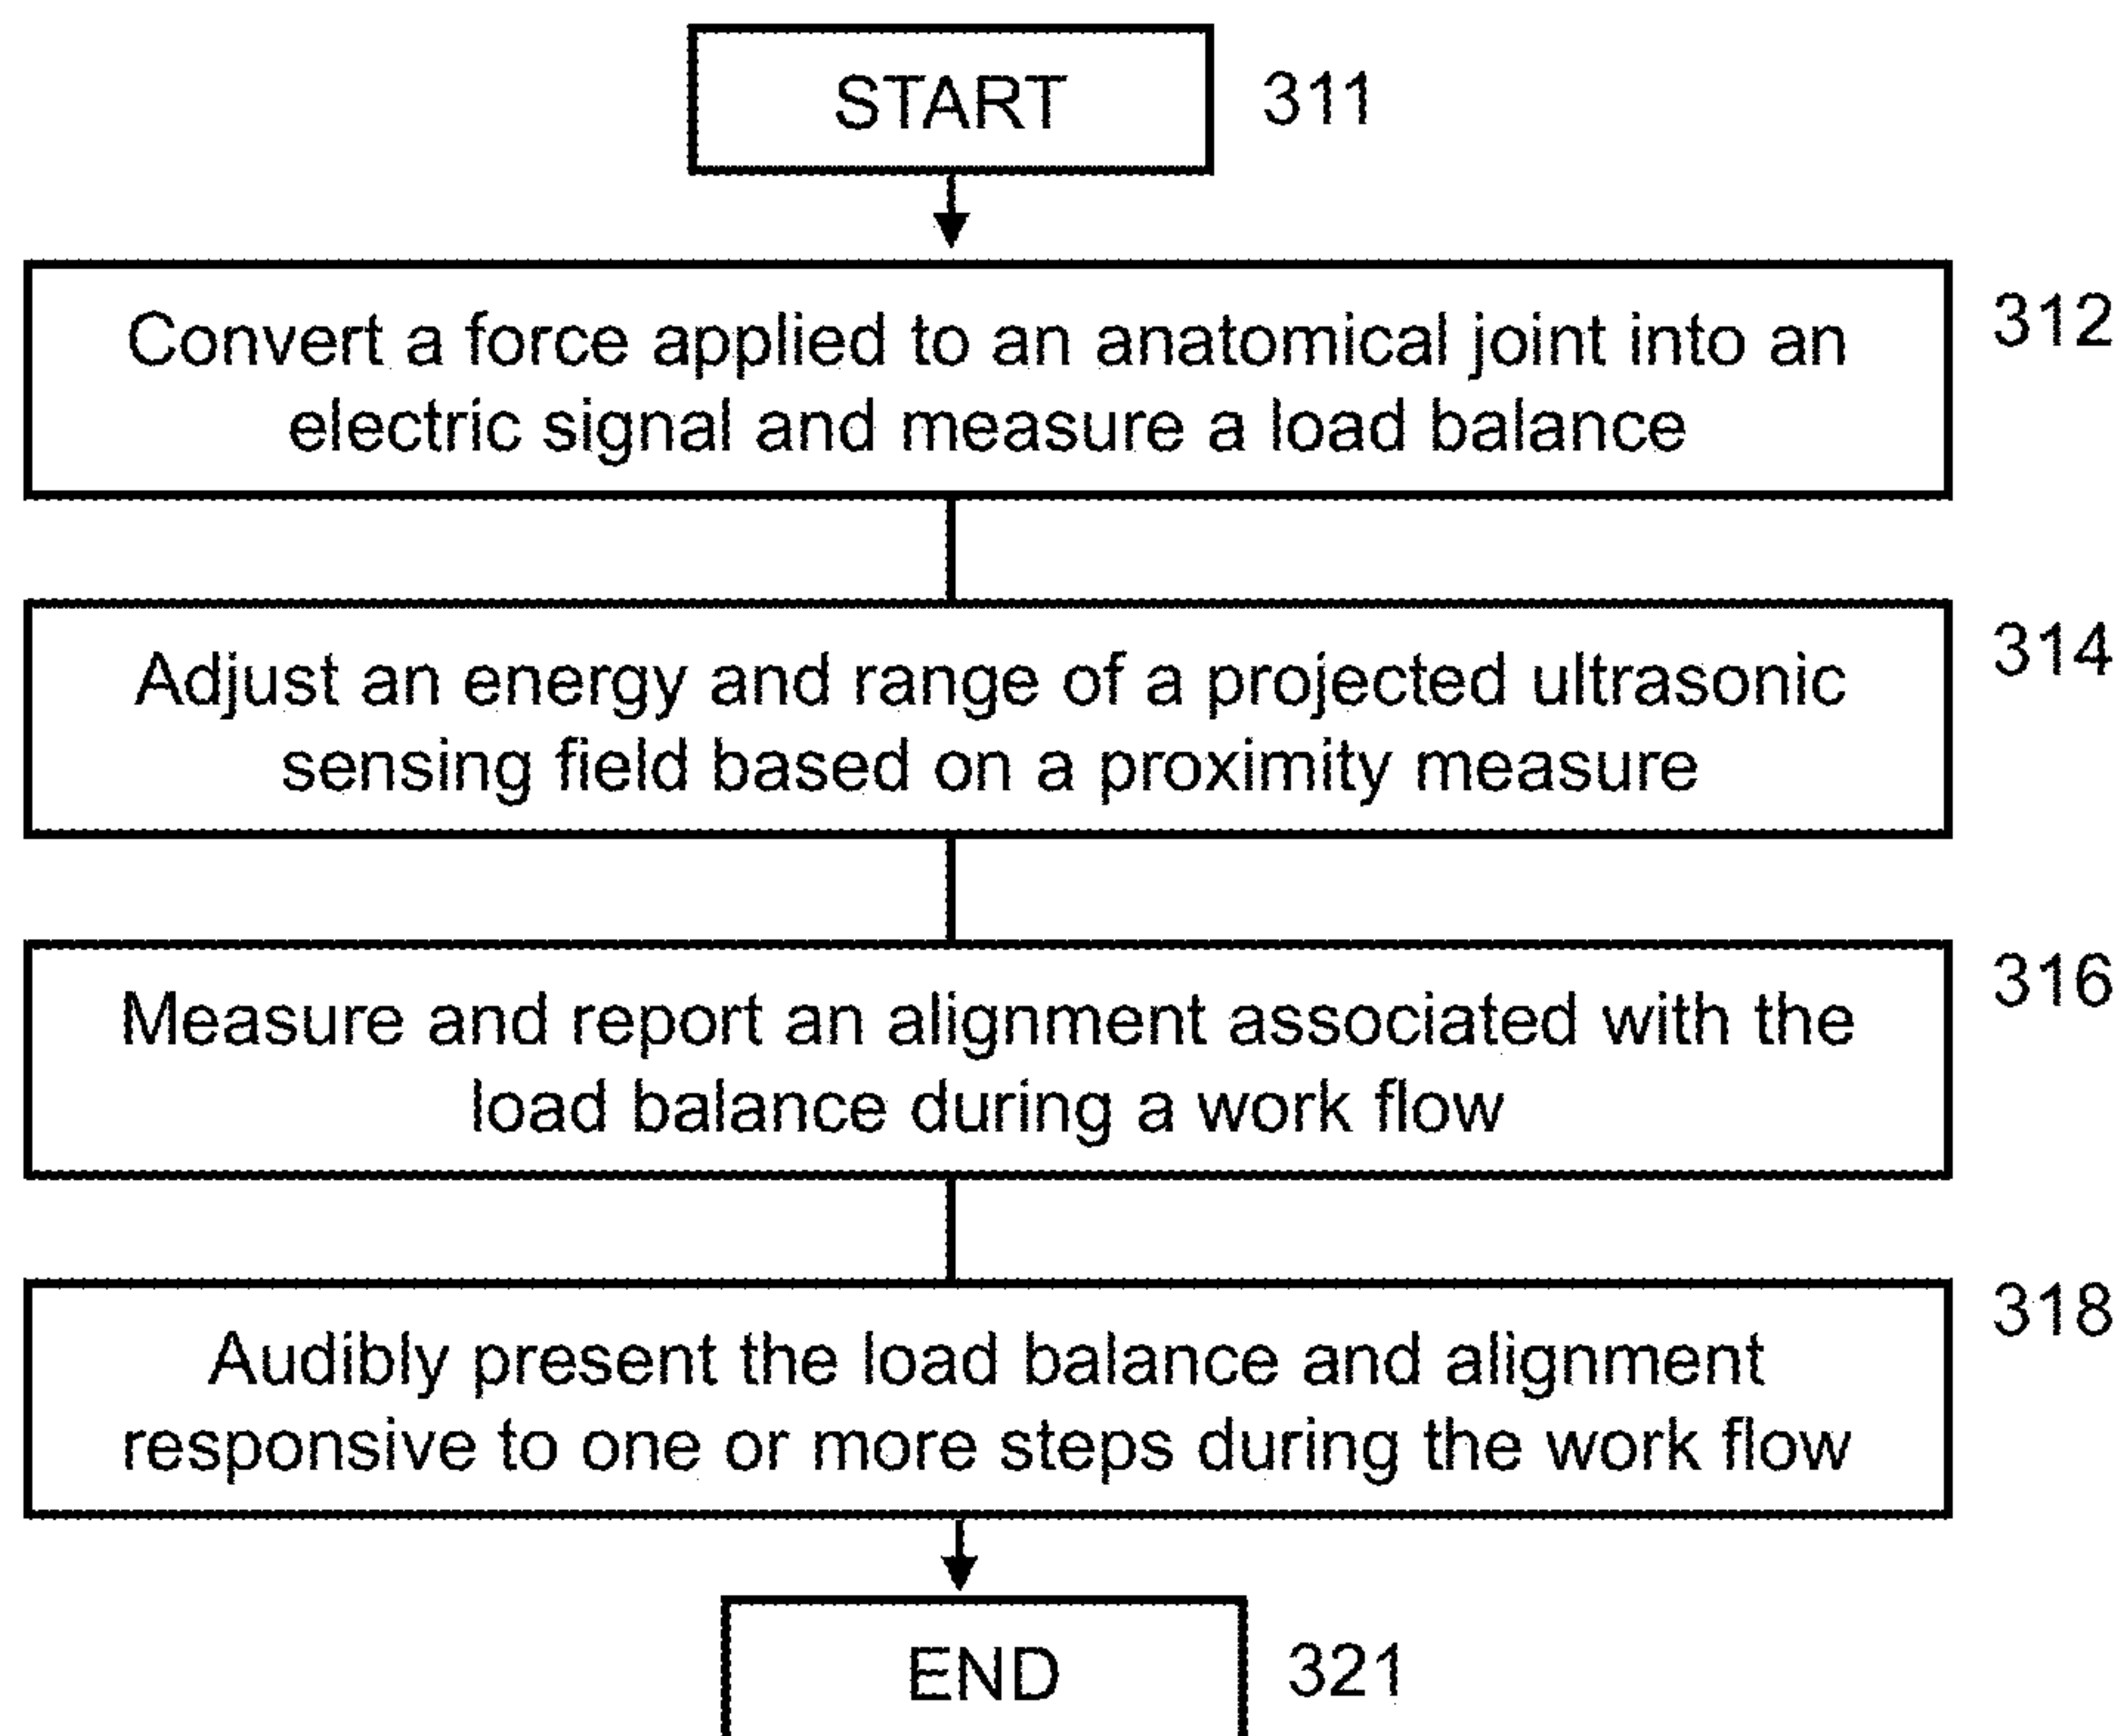 START 311
312
Convert a force applied to an anatomical joint into an
electric signal and measure a load balance
314
Adjust an energy and range of a projected ultrasonic
sensing field based on a proximity measure
316
Measure and report an alignment associated with the
load balance during a work flow
318
Audibly present the load balance and alignment
responsive to one or more steps during the work flow
END 321